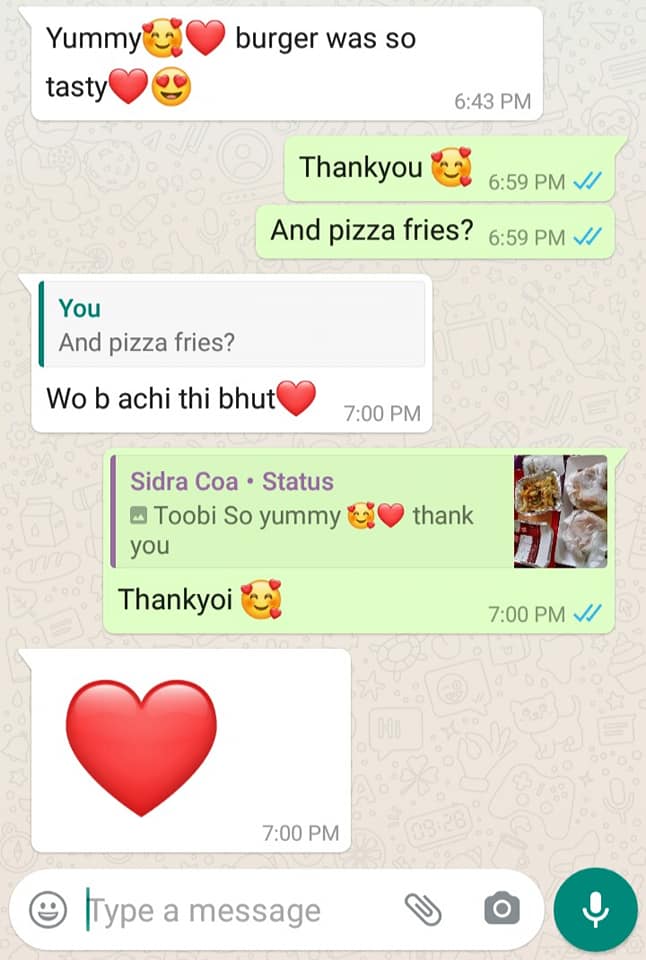 Yummy🥰❤️ burger was so
tasty❤️😍
6:43 PM
Thankyou 🥰 6:59 PM
And pizza fries? 6:59 PM
You
And pizza fries?
Wo b achi thi bhut❤️ 7:00 PM
Sidra Coa • Status
Toobi So yummy 🥰❤️ thank
you
Thankyoi 🥰 7:00 PM
❤️
7:00 PM
Type a message